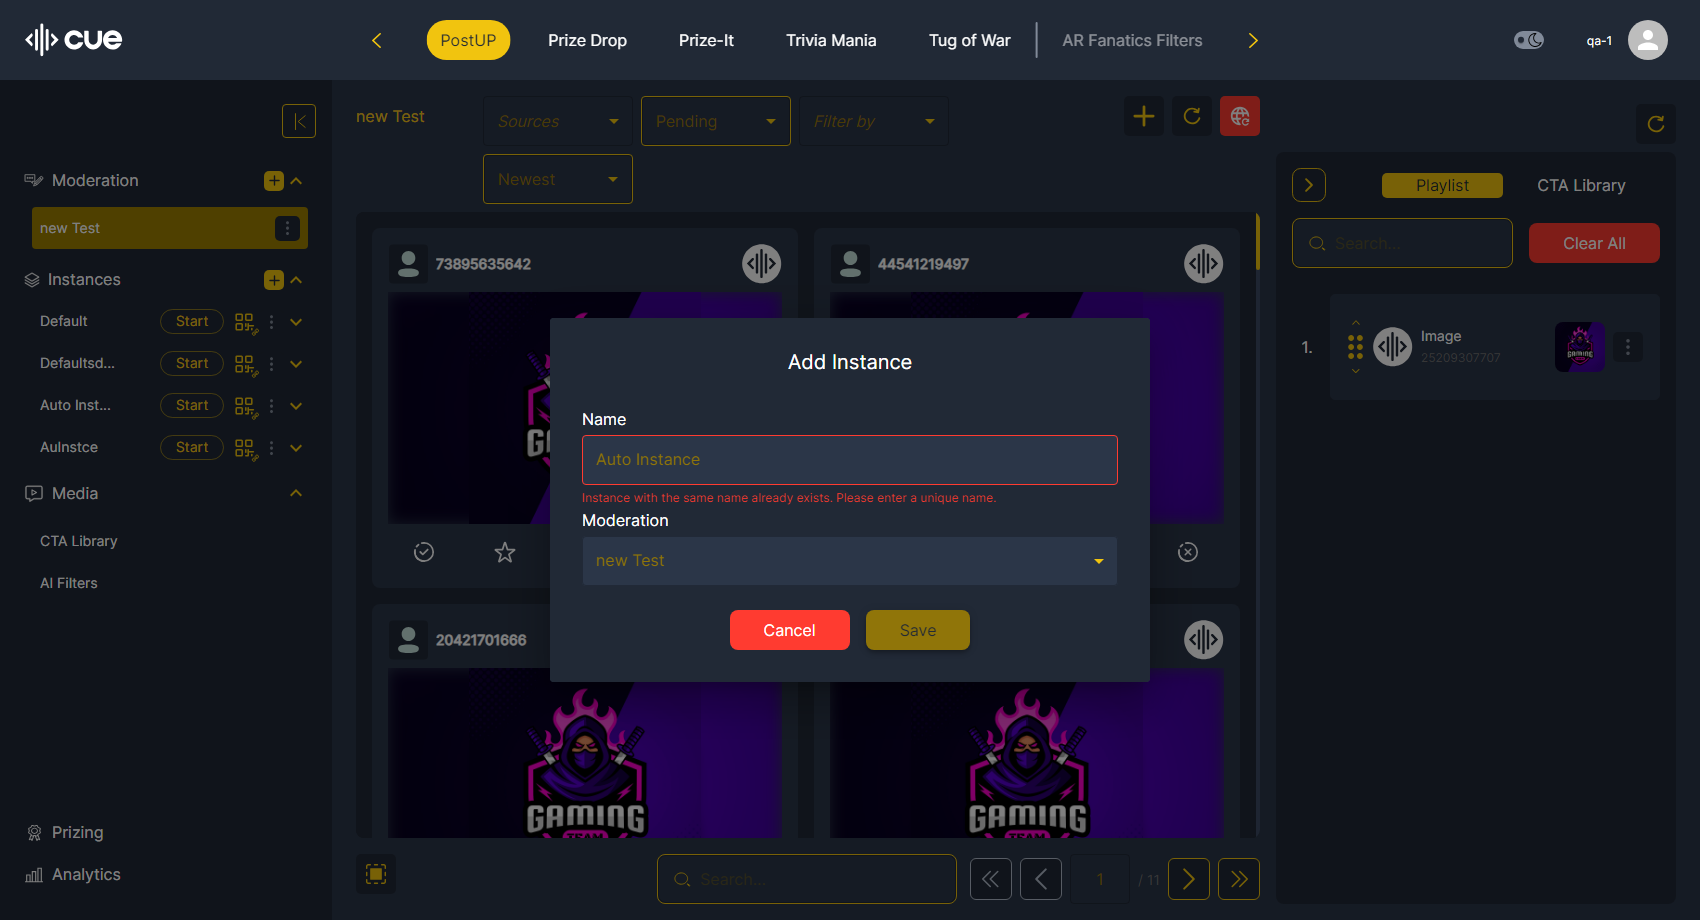 cue
PostUP
Prize Drop
Prize-It
Trivia Mania
Tug of War
AR Fanatics Filters
qa-1
Moderation
new Test
Instances
Default
Start
Defaultsd...
Start
Auto Inst...
Start
AuInstce
Start
Media
CTA Library
AI Filters
Prizing
Analytics
new Test
Sources
Pending
Filter by
Newest
73895635642
44541219497
20421701666
GAMING
TEAM
GAMING
TEAM
Add Instance
Name
Auto Instance
Instance with the same name already exists. Please enter a unique name.
Moderation
new Test
Cancel
Save
Search...
1
/ 11
Playlist
CTA Library
Search...
Clear All
1.
Image
25209307707
GAMING